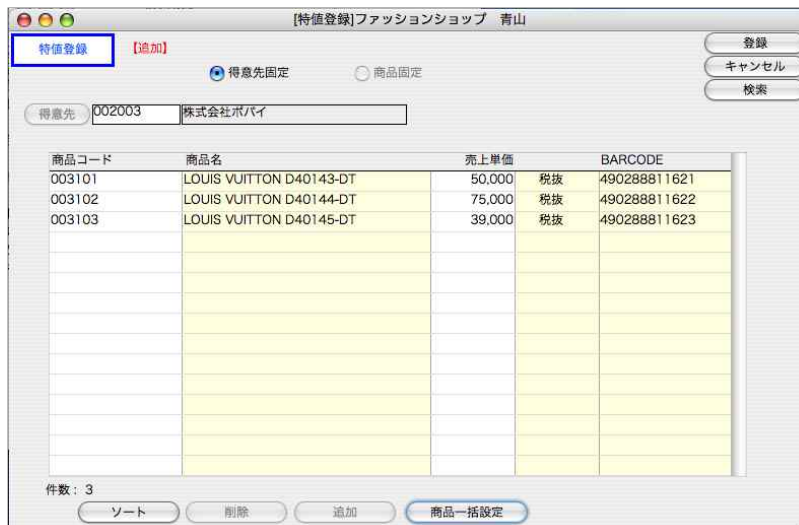 [特値登録]ファッションショップ　青山
特値登録
【追加】
登録
キャンセル
検索
得意先固定
商品固定
得意先
002003
株式会社ポパイ
商品コード 商品名 売上単価 BARCODE
003101 LOUIS VUITTON D40143-DT 50,000 税抜 490288811621
003102 LOUIS VUITTON D40144-DT 75,000 税抜 490288811622
003103 LOUIS VUITTON D40145-DT 39,000 税抜 490288811623
件数: 3
ソート 削除 追加 商品一括設定